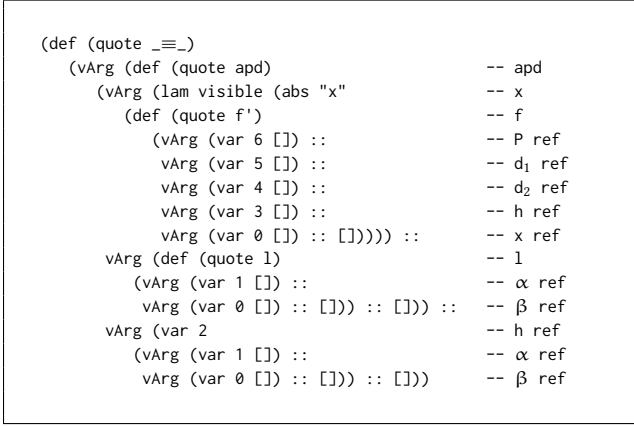 (def (quote _≡_)
   (vArg (def (quote apd)                        -- apd
      (vArg (lam visible (abs "x"                -- x
         (def (quote f')                         -- f
            (vArg (var 6 []) ::                  -- P ref
             vArg (var 5 []) ::                  -- d₁ ref
             vArg (var 4 []) ::                  -- d₂ ref
             vArg (var 3 []) ::                  -- h ref
             vArg (var 0 []) :: [])))) ::        -- x ref
       vArg (def (quote l)                       -- l
          (vArg (var 1 []) ::                    -- α ref
           vArg (var 0 []) :: [])) :: [])) ::    -- β ref
       vArg (var 2                               -- h ref
          (vArg (var 1 []) ::                    -- α ref
           vArg (var 0 []) :: [])) :: []))       -- β ref